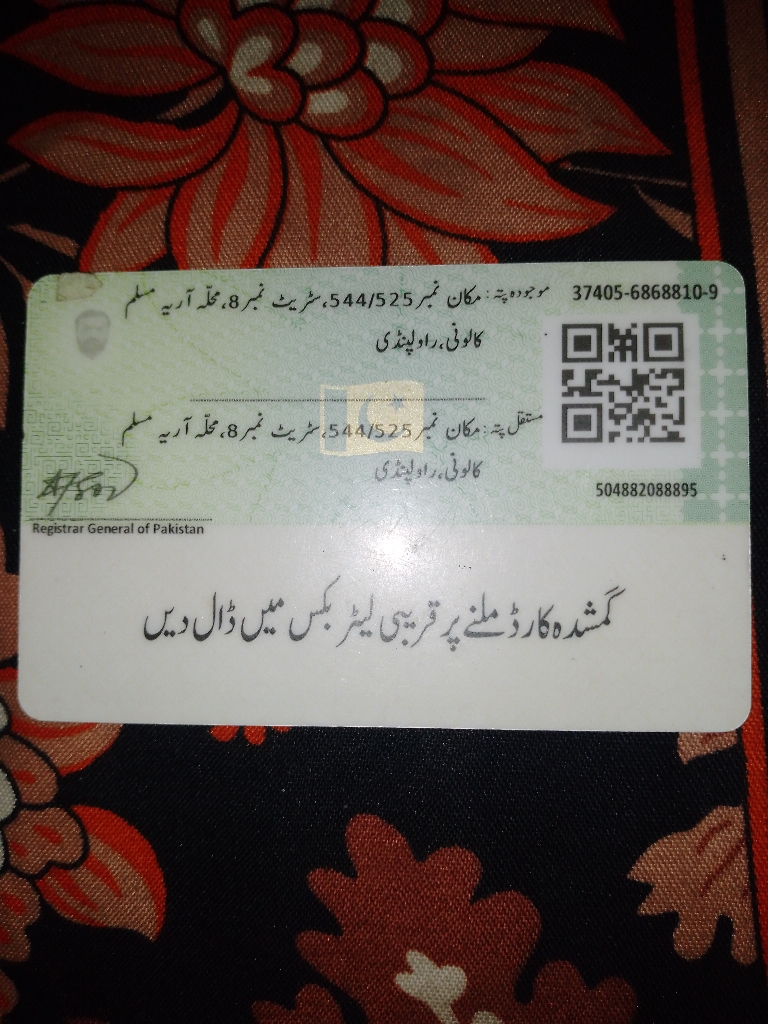 37405-6868810-9
موجودہ پتہ: مکان نمبر 544/525، سٹریٹ نمبر 8، محلّہ آریہ مسلم
کالونی، راولپنڈی
مستقل پتہ: مکان نمبر 544/525، سٹریٹ نمبر 8، محلّہ آریہ مسلم
کالونی، راولپنڈی
504882088895
Registrar General of Pakistan
گمشدہ کارڈ ملنے پر قریبی لیٹر بکس میں ڈال دیں